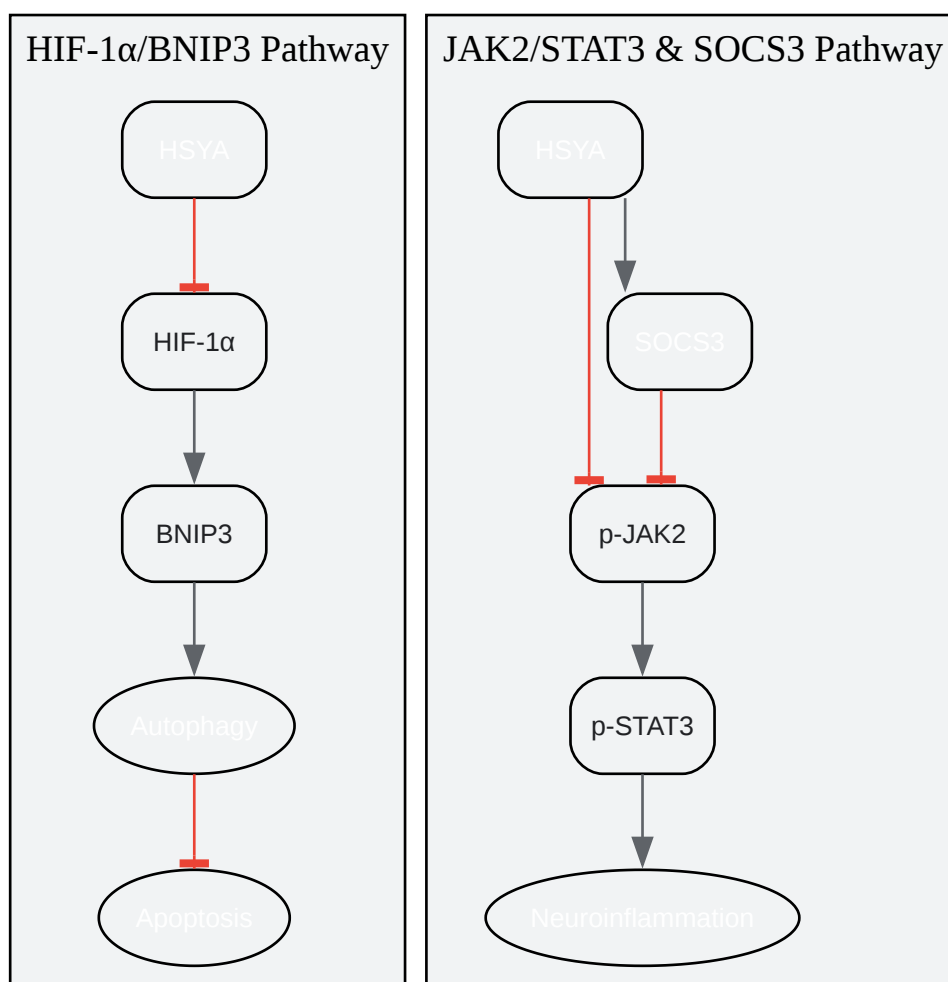 HIF-1α/BNIP3 Pathway
HSYA
HIF-1α
BNIP3
Autophagy
Apoptosis
JAK2/STAT3 & SOCS3 Pathway
HSYA
SOCS3
p-JAK2
p-STAT3
Neuroinflammation